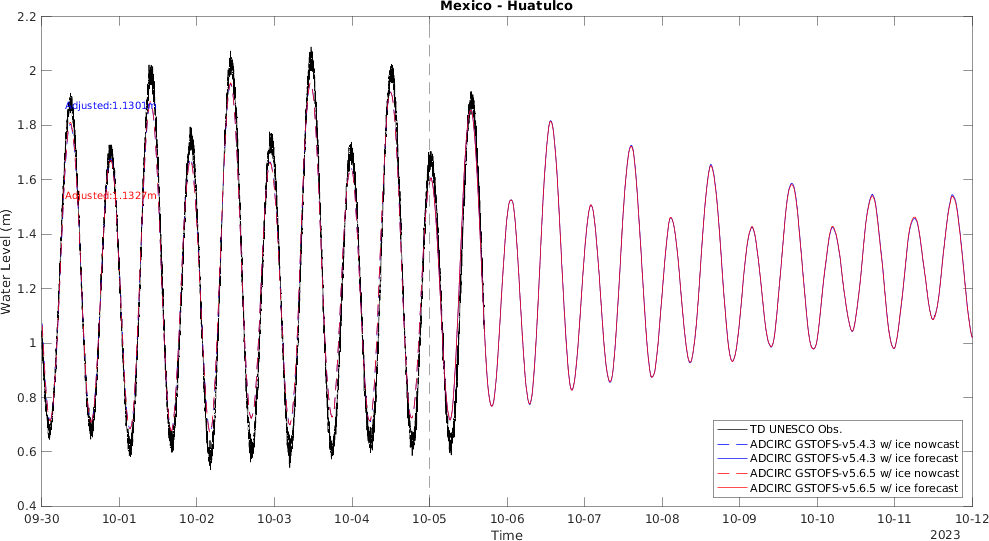 Mexico - Huatulco
2.2
2
1.8
1.6
1.4
1.2
1
0.8
0.6
0.4
Water Level (m)
Adjusted:1.1301m
Adjusted:1.1327m
TD UNESCO Obs.
ADCIRC GSTOFS-v5.4.3 w/ ice nowcast
ADCIRC GSTOFS-v5.4.3 w/ ice forecast
ADCIRC GSTOFS-v5.6.5 w/ ice nowcast
ADCIRC GSTOFS-v5.6.5 w/ ice forecast
09-30 10-01 10-02 10-03 10-04 10-05 10-06 10-07 10-08 10-09 10-10 10-11 10-12
Time
2023